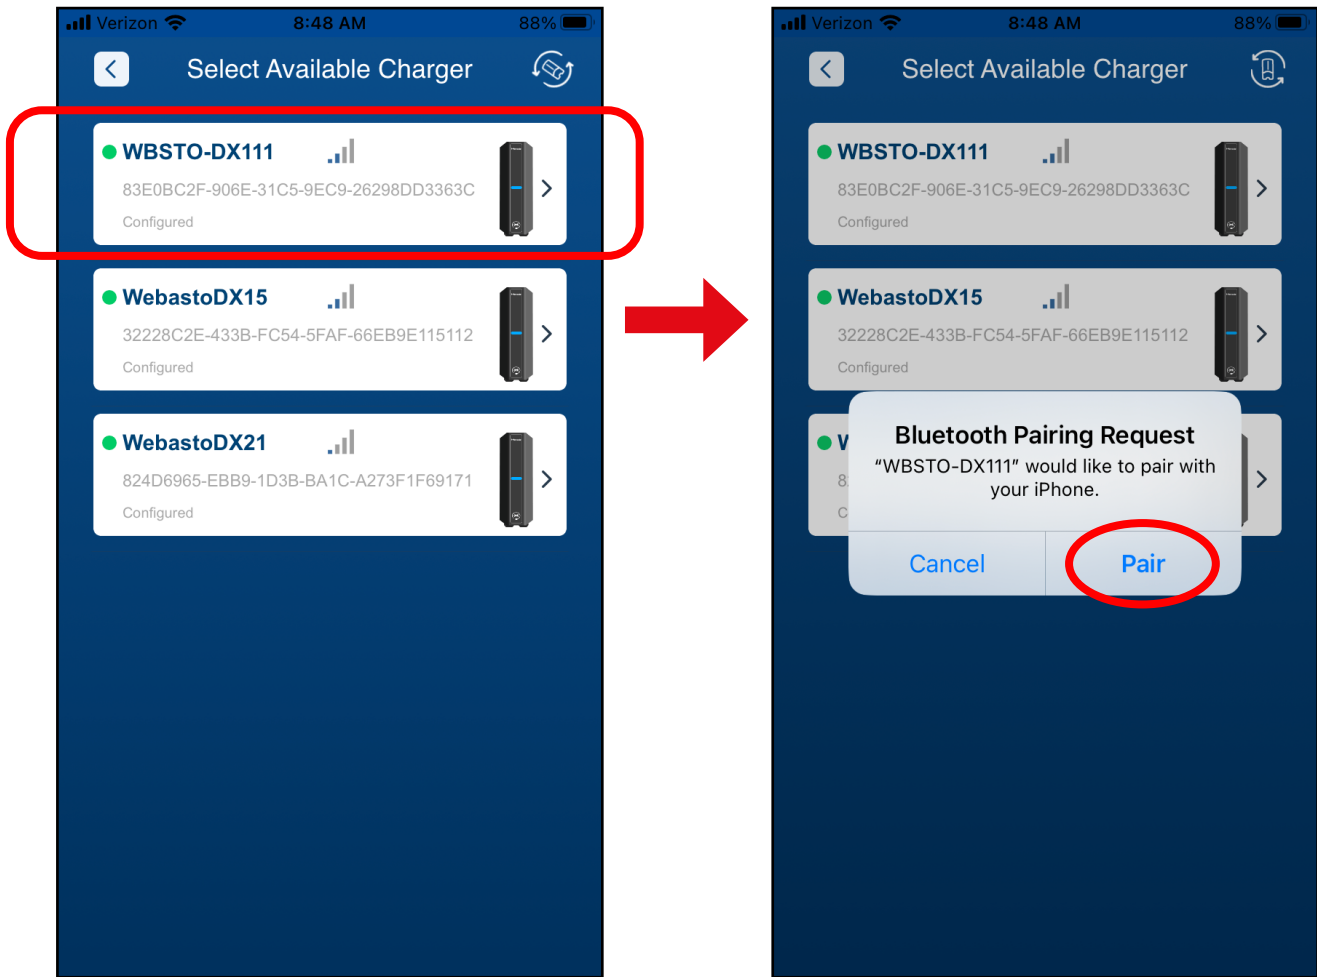 Verizon 8:48 AM 88%
Select Available Charger
WBSTO-DX111
83E0BC2F-906E-31C5-9EC9-26298DD3363C
Configured
WebastoDX15
32228C2E-433B-FC54-5FAF-66EB9E115112
Configured
WebastoDX21
824D6965-EBB9-1D3B-BA1C-A273F1F69171
Configured
Verizon 8:48 AM 88%
Select Available Charger
WBSTO-DX111
83E0BC2F-906E-31C5-9EC9-26298DD3363C
Configured
WebastoDX15
32228C2E-433B-FC54-5FAF-66EB9E115112
Configured
Bluetooth Pairing Request
“WBSTO-DX111” would like to pair with
your iPhone.
Cancel Pair